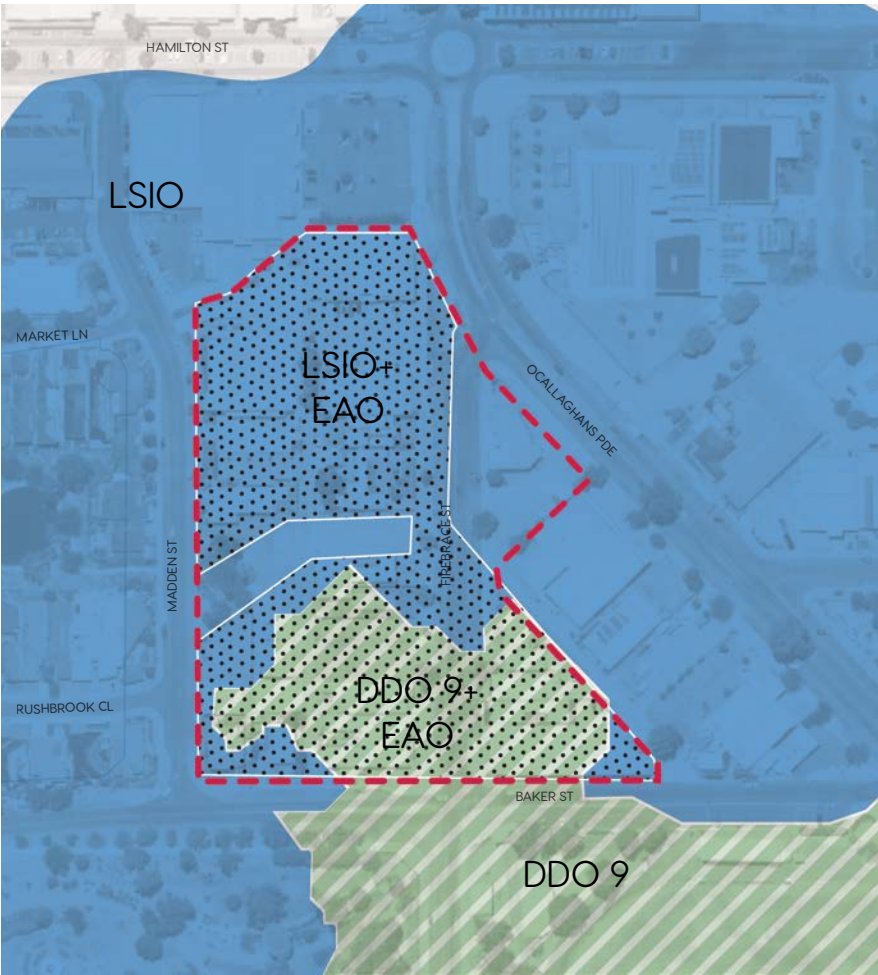 HAMILTON ST
LSIO
MARKET LN
LSIO+
EAO
OCALLAGHANS PDE
FIREBRACE ST
MADDEN ST
DDO 9+
EAO
RUSHBROOK CL
BAKER ST
DDO 9